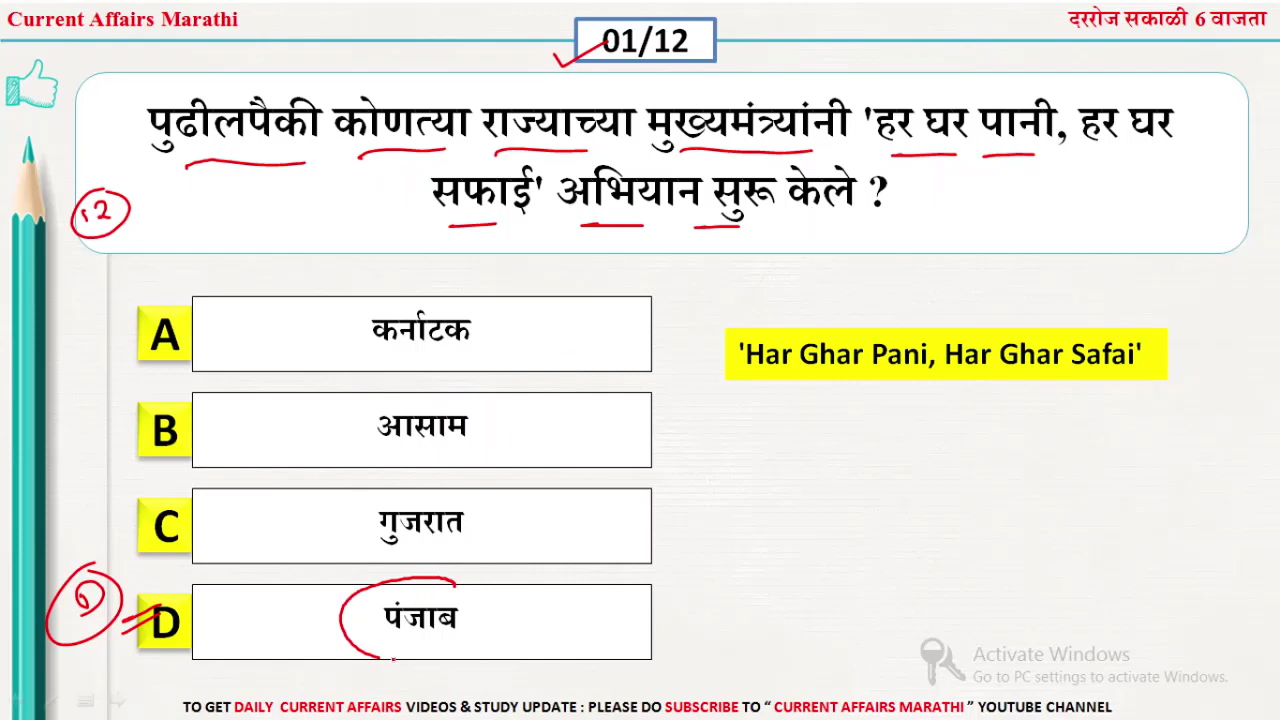 Current Affairs Marathi
दररोज सकाळी 6 वाजता
01/12
पुढीलपैकी कोणत्या राज्याच्या मुख्यमंत्र्यांनी 'हर घर पानी, हर घर
सफाई' अभियान सुरू केले ?
12
A
कर्नाटक
'Har Ghar Pani, Har Ghar Safai'
B
आसाम
C
गुजरात
D
पंजाब
Activate Windows
Go to PC settings to activate Windows.
TO GET DAILY CURRENT AFFAIRS VIDEOS & STUDY UPDATE : PLEASE DO SUBSCRIBE TO “ CURRENT AFFAIRS MARATHI ” YOUTUBE CHANNEL